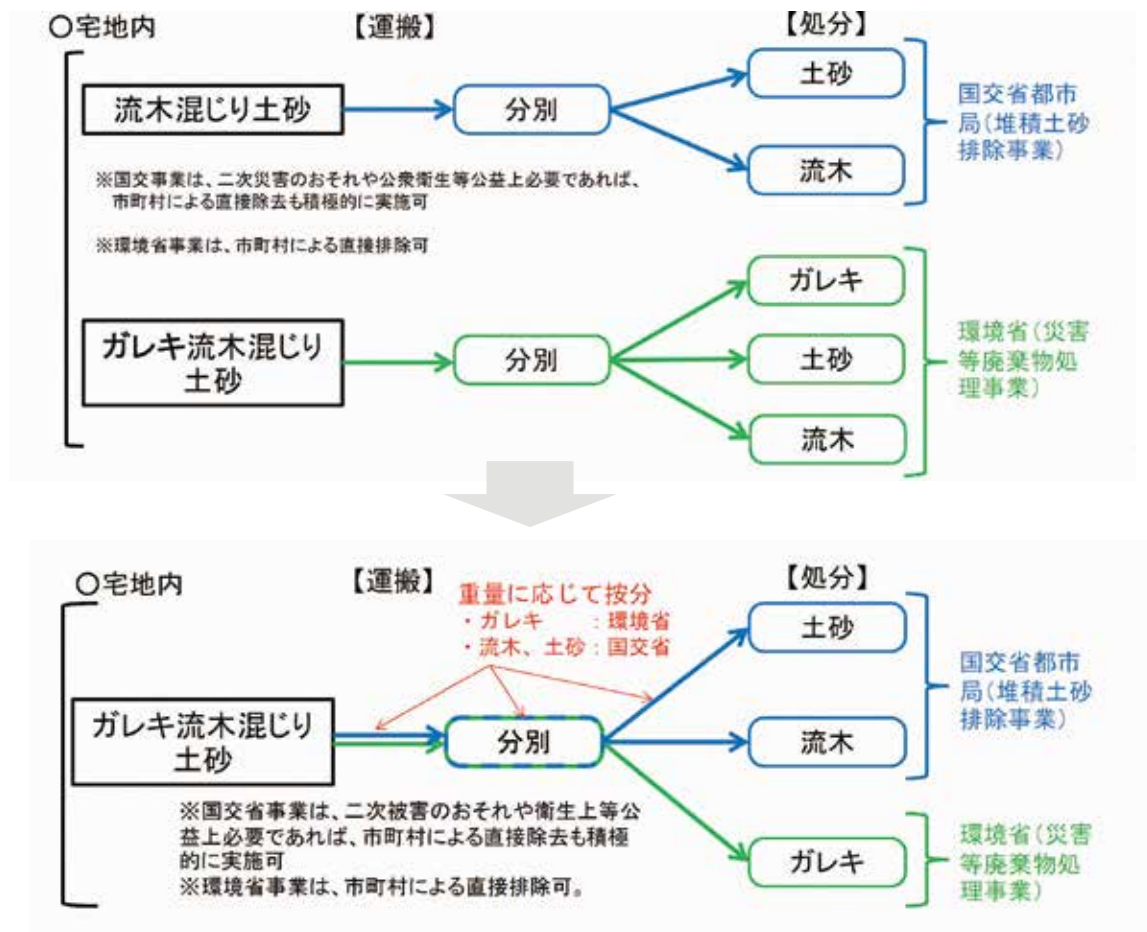 〇宅地内 【運搬】 【処分】
流木混じり土砂
分別
土砂
流木
国交省都市
局(堆積土砂
排除事業)
※国交事業は、二次災害のおそれや公衆衛生等公益上必要であれば、
市町村による直接除去も積極的に実施可
※環境省事業は、市町村による直接排除可
ガレキ流木混じり
土砂
分別
ガレキ
土砂
流木
環境省(災害
等廃棄物処
理事業)
〇宅地内 【運搬】 【処分】
重量に応じて按分
・ガレキ :環境省
・流木、土砂:国交省
ガレキ流木混じり
土砂
分別
土砂
流木
国交省都市
局(堆積土砂
排除事業)
ガレキ
環境省(災害
等廃棄物処
理事業)
※国交省事業は、二次被害のおそれや衛生上等公
益上必要であれば、市町村による直接除去も積極
的に実施可
※環境省事業は、市町村による直接排除可。